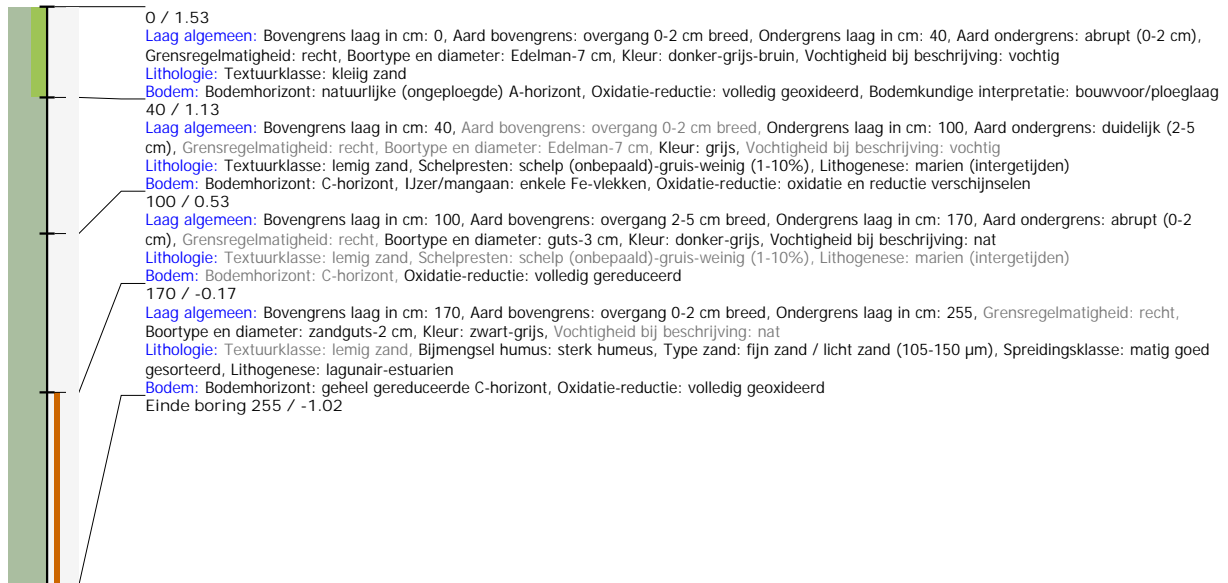 0 / 1.53
Laag algemeen: Bovengrens laag in cm: 0, Aard bovengrens: overgang 0-2 cm breed, Ondergrens laag in cm: 40, Aard ondergrens: abrupt (0-2 cm),
Grensregelmatigheid: recht, Boortype en diameter: Edelman-7 cm, Kleur: donker-grijs-bruin, Vochtigheid bij beschrijving: vochtig
Lithologie: Textuurklasse: kleiig zand
Bodem: Bodemhorizont: natuurlijke (ongeploegde) A-horizont, Oxidatie-reductie: volledig geoxideerd, Bodemkundige interpretatie: bouwvoor/ploeglaag
40 / 1.13
Laag algemeen: Bovengrens laag in cm: 40, Aard bovengrens: overgang 0-2 cm breed, Ondergrens laag in cm: 100, Aard ondergrens: duidelijk (2-5
cm), Grensregelmatigheid: recht, Boortype en diameter: Edelman-7 cm, Kleur: grijs, Vochtigheid bij beschrijving: vochtig
Lithologie: Textuurklasse: lemig zand, Schelpresten: schelp (onbepaald)-gruis-weinig (1-10%), Lithogenese: marien (intergetijden)
Bodem: Bodemhorizont: C-horizont, IJzer/mangaan: enkele Fe-vlekken, Oxidatie-reductie: oxidatie en reductie verschijnselen
100 / 0.53
Laag algemeen: Bovengrens laag in cm: 100, Aard bovengrens: overgang 2-5 cm breed, Ondergrens laag in cm: 170, Aard ondergrens: abrupt (0-2
cm), Grensregelmatigheid: recht, Boortype en diameter: guts-3 cm, Kleur: donker-grijs, Vochtigheid bij beschrijving: nat
Lithologie: Textuurklasse: lemig zand, Schelpresten: schelp (onbepaald)-gruis-weinig (1-10%), Lithogenese: marien (intergetijden)
Bodem: Bodemhorizont: C-horizont, Oxidatie-reductie: volledig gereduceerd
170 / -0.17
Laag algemeen: Bovengrens laag in cm: 170, Aard bovengrens: overgang 0-2 cm breed, Ondergrens laag in cm: 255, Grensregelmatigheid: recht,
Boortype en diameter: zandguts-2 cm, Kleur: zwart-grijs, Vochtigheid bij beschrijving: nat
Lithologie: Textuurklasse: lemig zand, Bijmengsel humus: sterk humeus, Type zand: fijn zand / licht zand (105-150 µm), Spreidingsklasse: matig goed
gesorteerd, Lithogenese: lagunair-estuarien
Bodem: Bodemhorizont: geheel gereduceerde C-horizont, Oxidatie-reductie: volledig geoxideerd
Einde boring 255 / -1.02